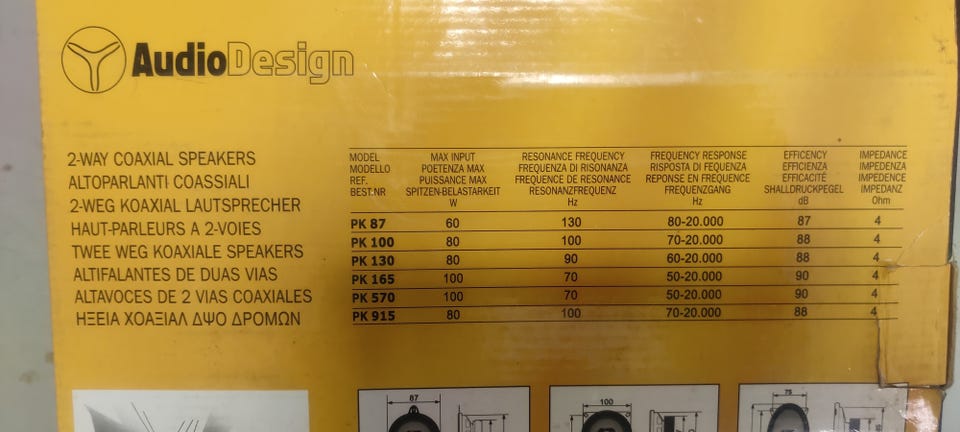 AudioDesign
2-WAY COAXIAL SPEAKERS
ALTOPARLANTI COASSIALI
2-WEG KOAXIAL LAUTSPRECHER
HAUT-PARLEURS A 2-VOIES
TWEE WEG KOAXIALE SPEAKERS
ALTIFALANTES DE DUAS VIAS
ALTAVOCES DE 2 VIAS COAXIALES
ΗΞΕΙΑ ΧΟΑΞΙΑΛ ΔΨΟ ΔΡΟΜΩΝ
MODEL MAX INPUT RESONANCE FREQUENCY FREQUENCY RESPONSE EFFICENCY IMPEDANCE
MODELLO POETENZA MAX FREQUENZA DI RISONANZA RISPOSTA DI FEQUENZA EFFICIENZA IMPEDENZA
REF. PUISSANCE MAX FREQUENCE DE RESONANCE REPONSE EN FREQUENCE EFFICACITÉ IMPEDENCE
BEST.NR SPITZEN-BELASTARKEIT RESONANZFREQUENZ FREQUENZGANG SHALLDRUCKPEGEL IMPEDANZ
W Hz Hz dB Ohm
PK 87 60 130 80-20.000 87 4
PK 100 80 100 70-20.000 88 4
PK 130 80 90 60-20.000 88 4
PK 165 100 70 50-20.000 90 4
PK 570 100 70 50-20.000 90 4
PK 915 80 100 70-20.000 88 4
87 100 75